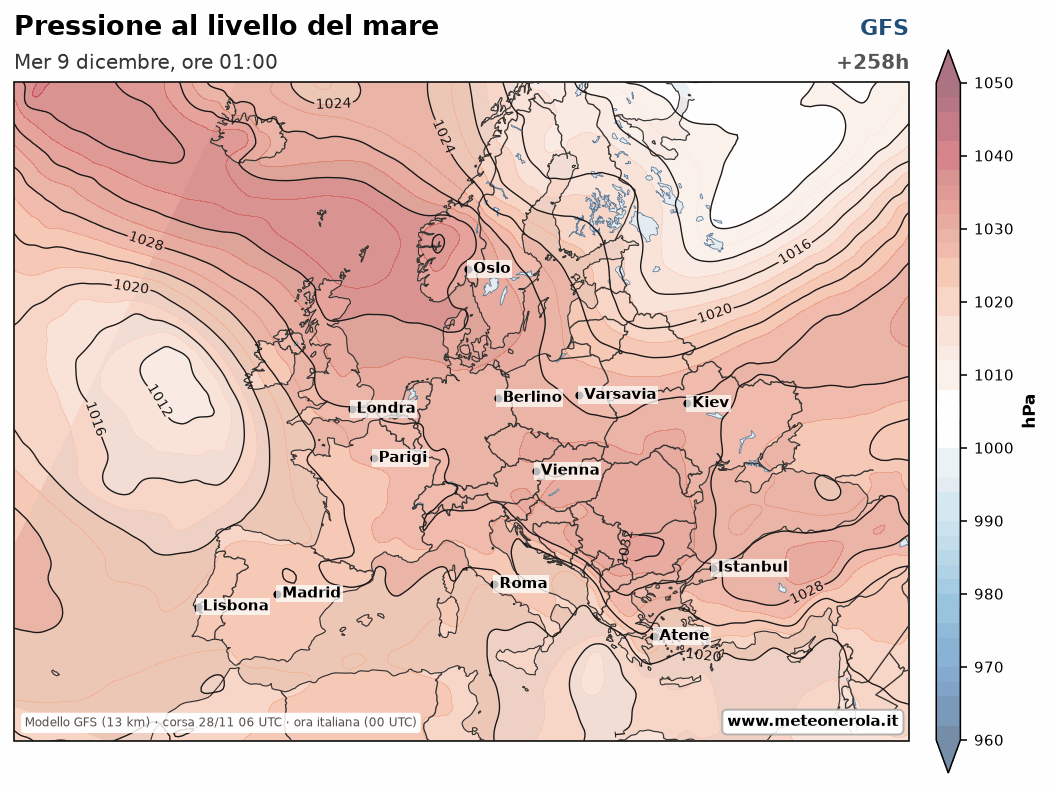 Pressione al livello del mare
GFS
Mer 9 dicembre, ore 01:00
+258h
1024
1024
1028
1020
1016
1020
1012
1016
1032
1028
1020
Oslo
Londra
Berlino
Varsavia
Kiev
Parigi
Vienna
Istanbul
Roma
Madrid
Lisbona
Atene
1050
1040
1030
1020
1010
1000
990
980
970
960
hPa
Modello GFS (13 km) · corsa 28/11 06 UTC · ora italiana (00 UTC)
www.meteonerola.it